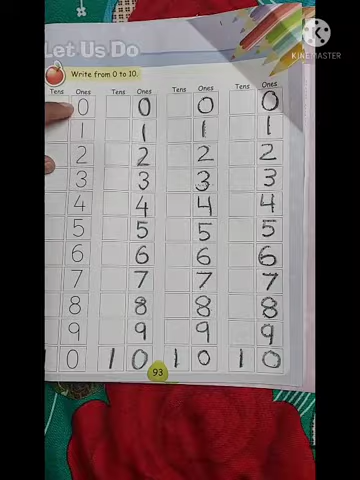 Let Us Do
KINEMASTER
Write from 0 to 10.
Tens Ones Tens Ones Tens Ones Tens Ones
0 0 0 0
1 1 1 1
2 2 2 2
3 3 3 3
4 4 4 4
5 5 5 5
6 6 6 6
7 7 7 7
8 8 8 8
9 9 9 9
1 0 1 0 1 0 1 0
93